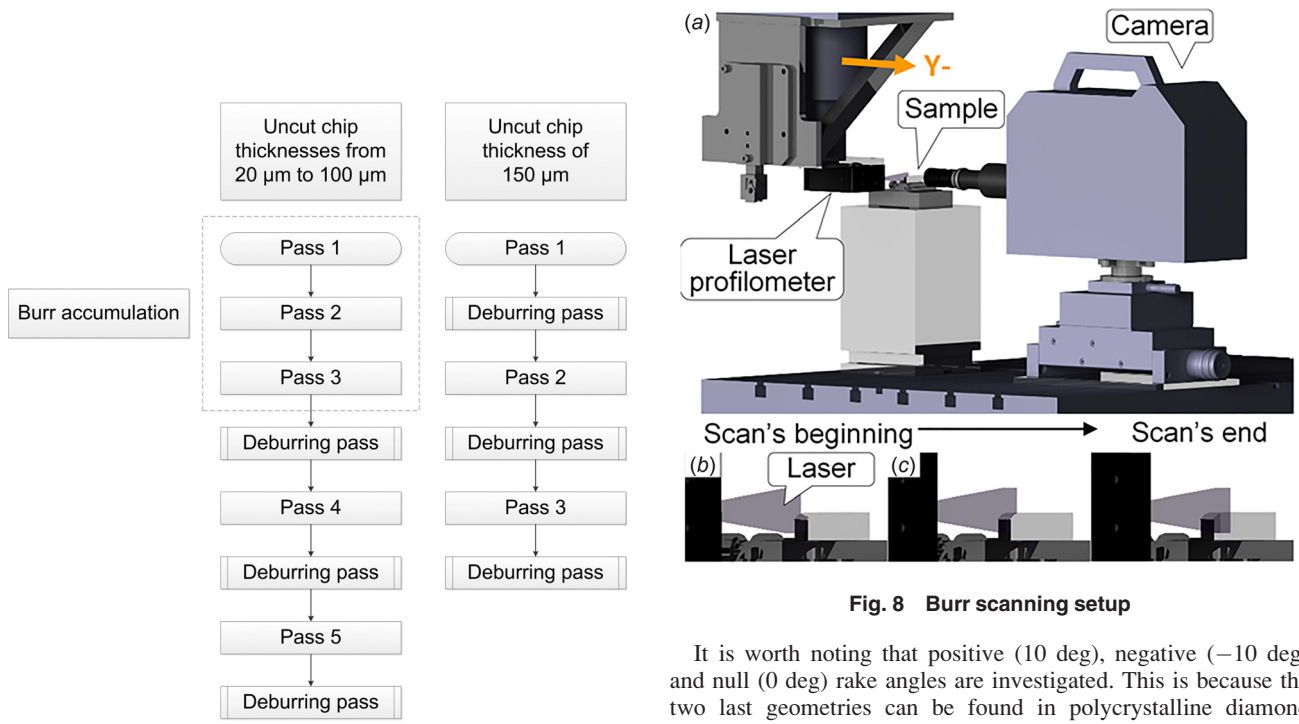 Uncut chip
thicknesses from
20 µm to 100 µm
Pass 1
Burr accumulation
Pass 2
Pass 3
Deburring pass
Pass 4
Deburring pass
Pass 5
Deburring pass
Uncut chip
thickness of
150 µm
Pass 1
Deburring pass
Pass 2
Deburring pass
Pass 3
Deburring pass
(a)
Camera
Y-
Sample
Laser
profilometer
Scan's beginning
Scan's end
(b)
Laser
(c)
Fig. 8 Burr scanning setup
It is worth noting that positive (10 deg), negative (−10 deg
and null (0 deg) rake angles are investigated. This is because th
two last geometries can be found in polycrystalline diamon